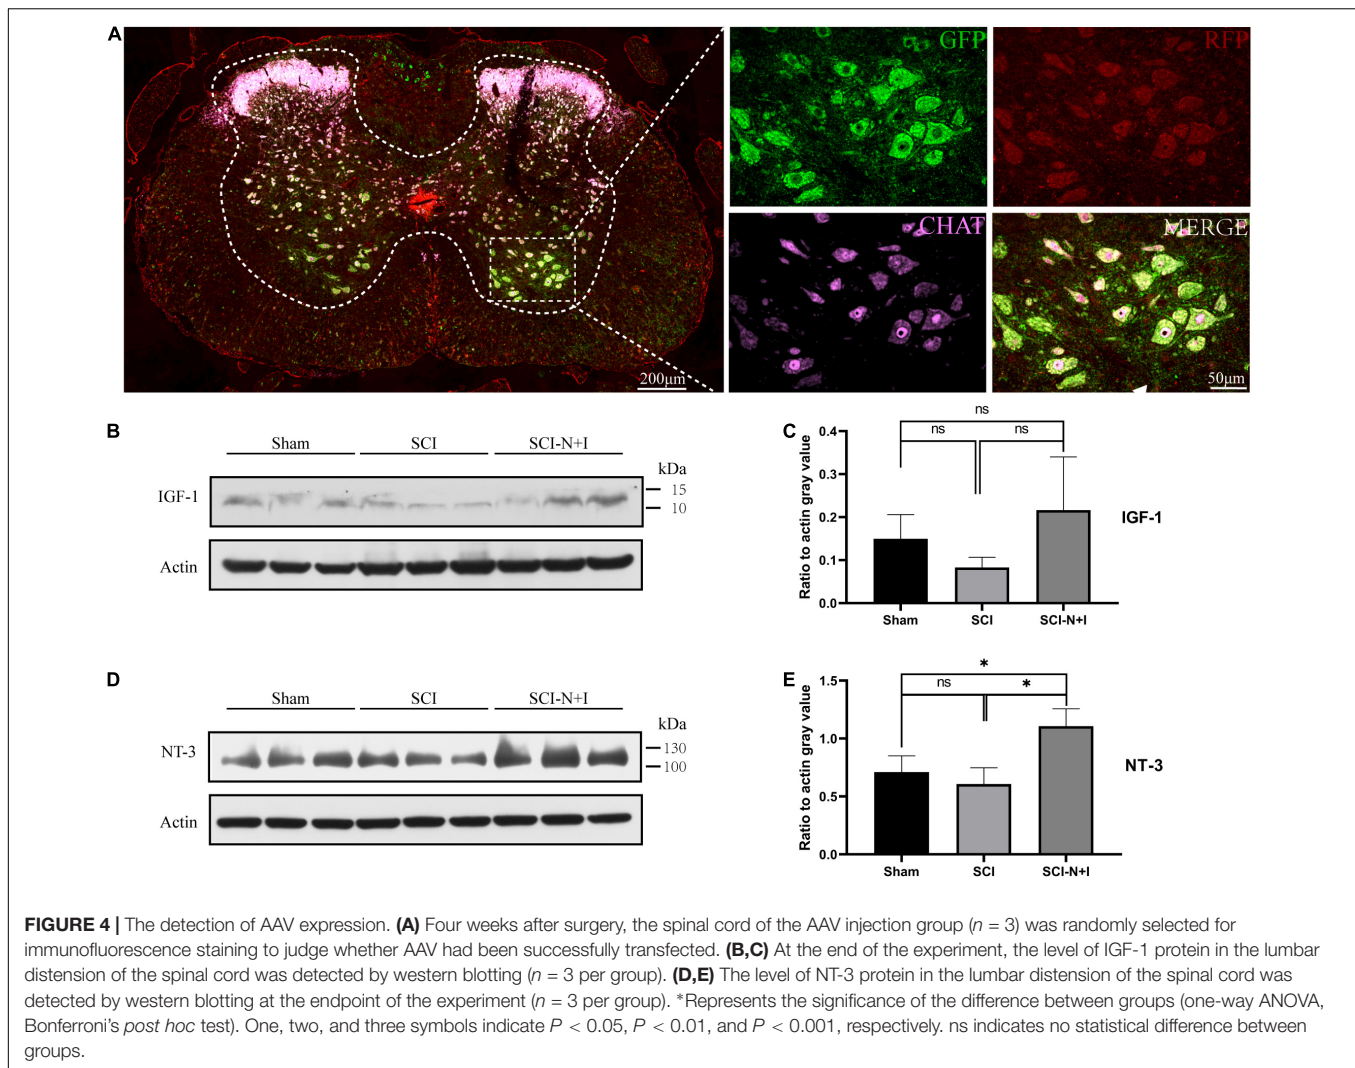 A
GFP
RFP
CHAT
MERGE
200µm
50µm
B
Sham SCI SCI-N+I
kDa
IGF-1
15
10
Actin
C
ns
ns ns
Ratio to actin gray value
0.4
0.3
0.2
0.1
0.0
Sham SCI SCI-N+I
IGF-1
D
Sham SCI SCI-N+I
kDa
NT-3
130
100
Actin
E
*
ns *
Ratio to actin gray value
1.5
1.0
0.5
0.0
Sham SCI SCI-N+I
NT-3
FIGURE 4 | The detection of AAV expression. (A) Four weeks after surgery, the spinal cord of the AAV injection group (n = 3) was randomly selected for
immunofluorescence staining to judge whether AAV had been successfully transfected. (B,C) At the end of the experiment, the level of IGF-1 protein in the lumbar
distension of the spinal cord was detected by western blotting (n = 3 per group). (D,E) The level of NT-3 protein in the lumbar distension of the spinal cord was
detected by western blotting at the endpoint of the experiment (n = 3 per group). *Represents the significance of the difference between groups (one-way ANOVA,
Bonferroni's post hoc test). One, two, and three symbols indicate P < 0.05, P < 0.01, and P < 0.001, respectively. ns indicates no statistical difference between
groups.